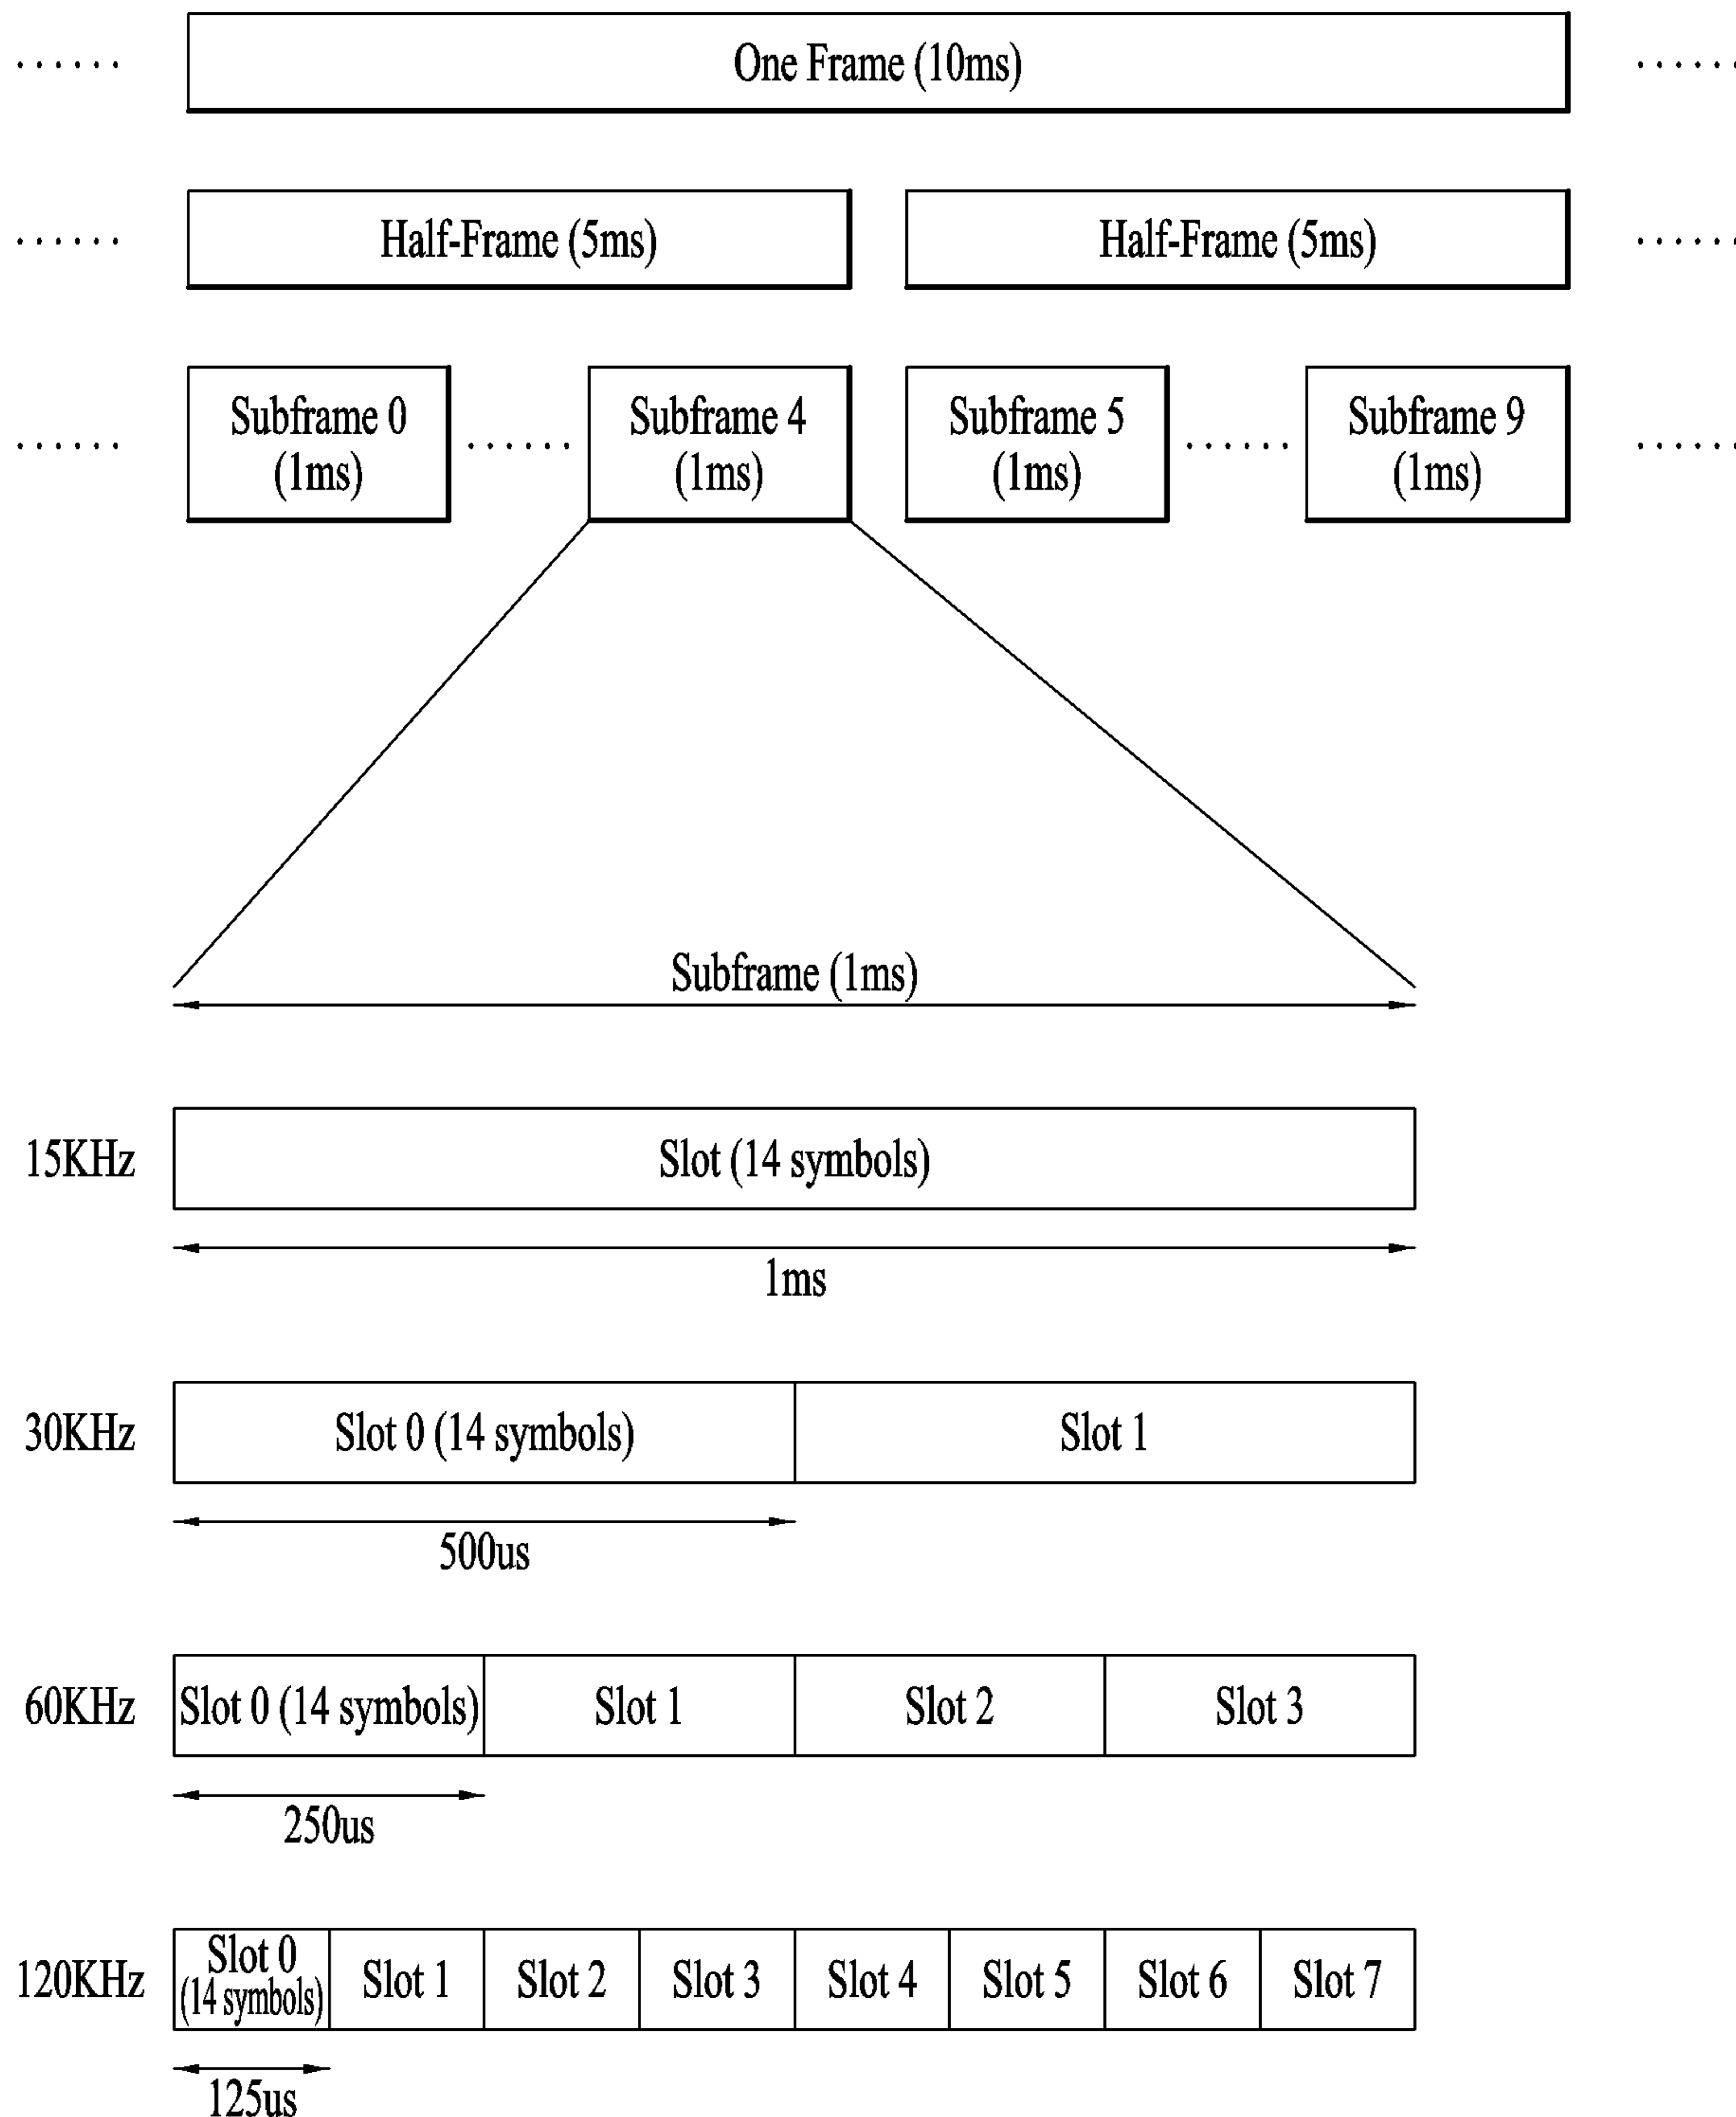 ...... One Frame (10ms) ......
...... Half-Frame (5ms) Half-Frame (5ms) ......
Subframe 0 Subframe 4 Subframe 5 Subframe 9
...... (1ms) ...... (1ms) (1ms) ...... (1ms) ......
Subframe (1ms)
15KHz Slot (14 symbols)
1ms
30KHz Slot 0 (14 symbols) Slot 1
500us
60KHz Slot 0 (14 symbols) Slot 1 Slot 2 Slot 3
250us
120KHz Slot 0 (14 symbols) Slot 1 Slot 2 Slot 3 Slot 4 Slot 5 Slot 6 Slot 7
125us